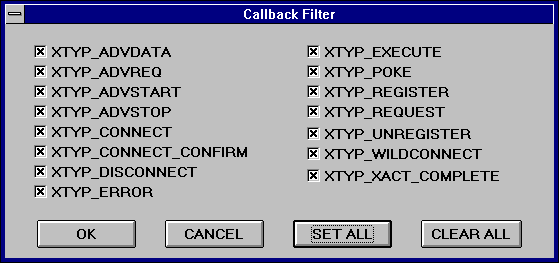 Callback Filter
XTYP_ADVDATA
XTYP_ADVREQ
XTYP_ADVSTART
XTYP_ADVSTOP
XTYP_CONNECT
XTYP_CONNECT_CONFIRM
XTYP_DISCONNECT
XTYP_ERROR
XTYP_EXECUTE
XTYP_POKE
XTYP_REGISTER
XTYP_REQUEST
XTYP_UNREGISTER
XTYP_WILDCONNECT
XTYP_XACT_COMPLETE
OK CANCEL SET ALL CLEAR ALL